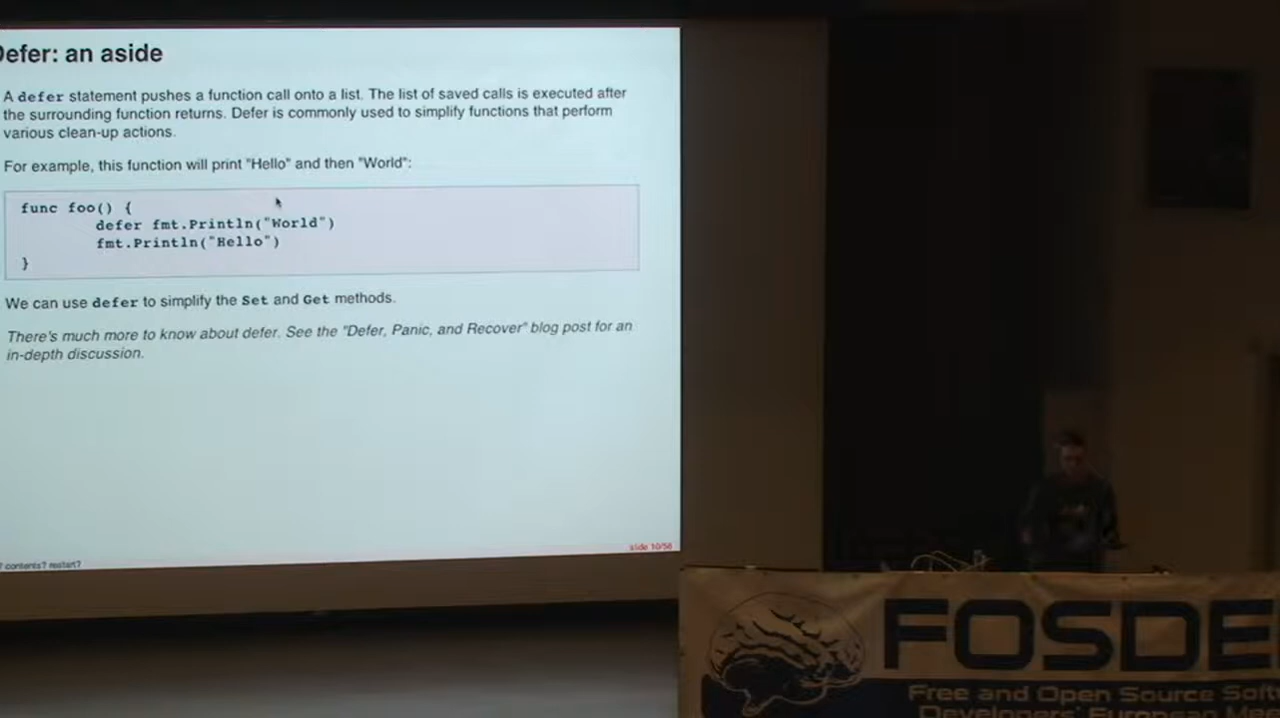 Defer: an aside
A defer statement pushes a function call onto a list. The list of saved calls is executed after
the surrounding function returns. Defer is commonly used to simplify functions that perform
various clean-up actions.
For example, this function will print "Hello" and then "World":
func foo() {
defer fmt.Println("World")
fmt.Println("Hello")
}
We can use defer to simplify the Set and Get methods.
There's much more to know about defer. See the "Defer, Panic, and Recover" blog post for an
in-depth discussion.
slide 10/58
? contents? restart?
FOSDE
Free and Open Source Soft
Developers' European Mee